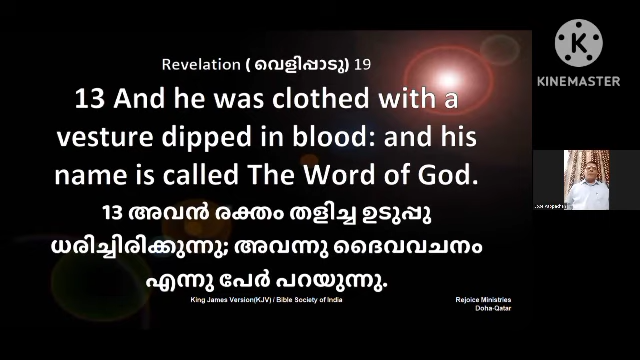 Revelation ( വെളിപ്പാടു) 19
13 And he was clothed with a
vesture dipped in blood: and his
name is called The Word of God.
13 അവൻ രക്തം തളിച്ച ഉടുപ്പു
ധരിച്ചിരിക്കുന്നു; അവന്നു ദൈവവചനം
എന്നു പേർ പറയുന്നു.
King James Version(KJV) / Bible Society of India
Rejoice Ministries
Doha-Qatar
K
KINEMASTER